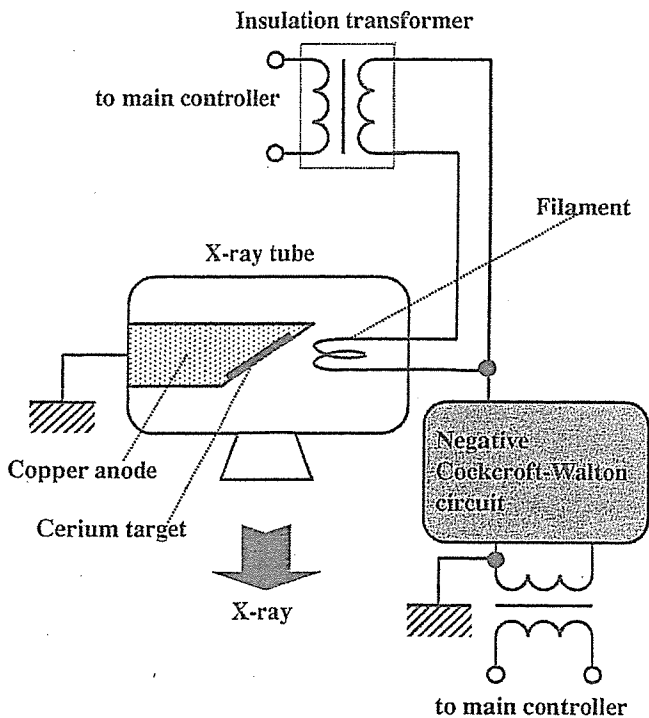 Insulation transformer
to main controller
Filament
X-ray tube
Negative
Cockcroft-Walton
circuit
Copper anode
Cerium target
X-ray
to main controller